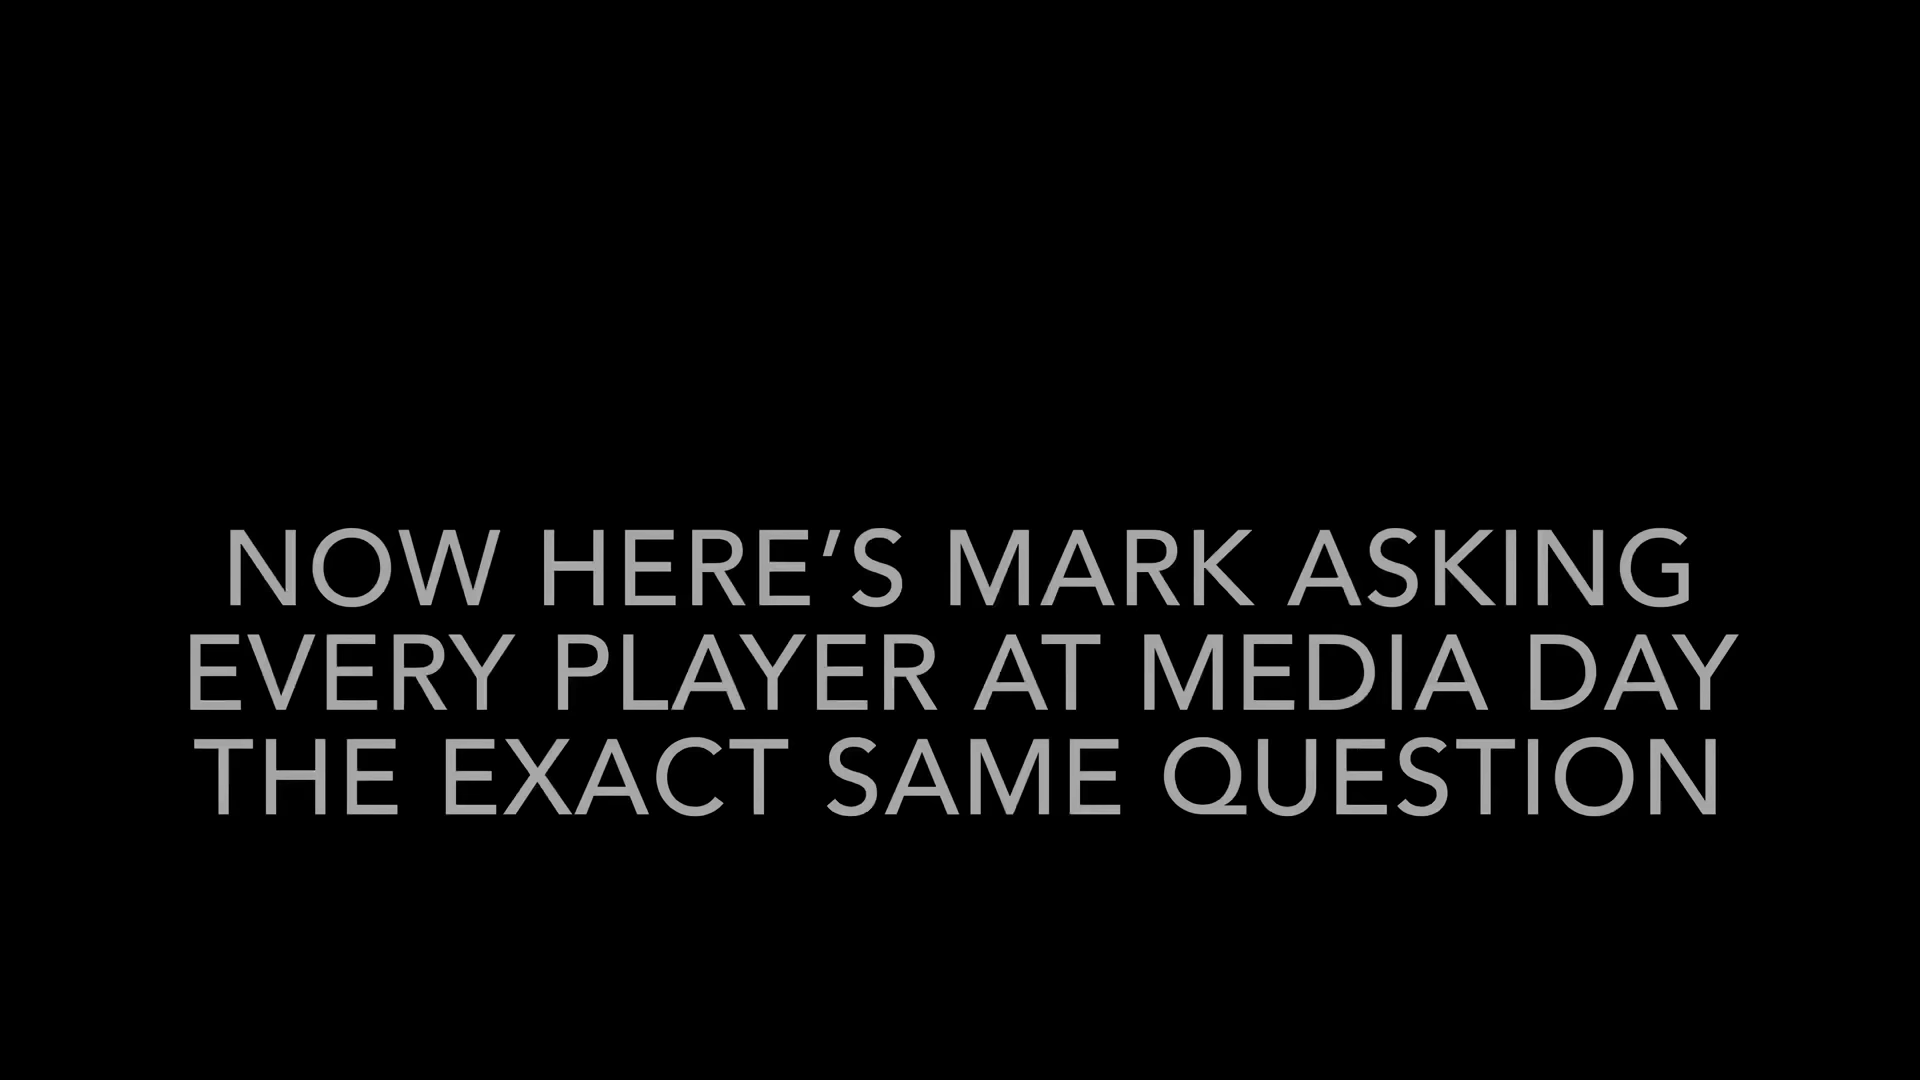 NOW HERE’S MARK ASKING
EVERY PLAYER AT MEDIA DAY
THE EXACT SAME QUESTION